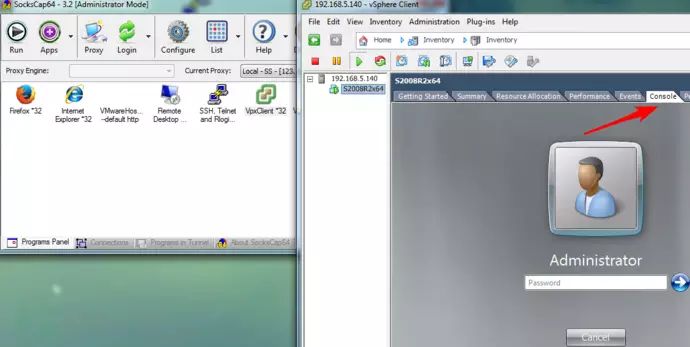 SocksCap64 - 3.2 [Administrator Mode]
Run Apps Proxy Login Configure List Help
Proxy Engine: Current Proxy: Local - SS - [123.
Firefox *32
Internet Explorer *32
VMwareHos... --default http
Remote Desktop ...
SSH, Telnet and Rlogi...
VpxClient *32
Programs Panel Connections Programs in Tunnel About SocksCap64
192.168.5.140 - vSphere Client
File Edit View Inventory Administration Plug-ins Help
Home Inventory Inventory
192.168.5.140
S2008R2x64
S2008R2x64
Getting Started Summary Resource Allocation Performance Events Console
Administrator
Password
Cancel